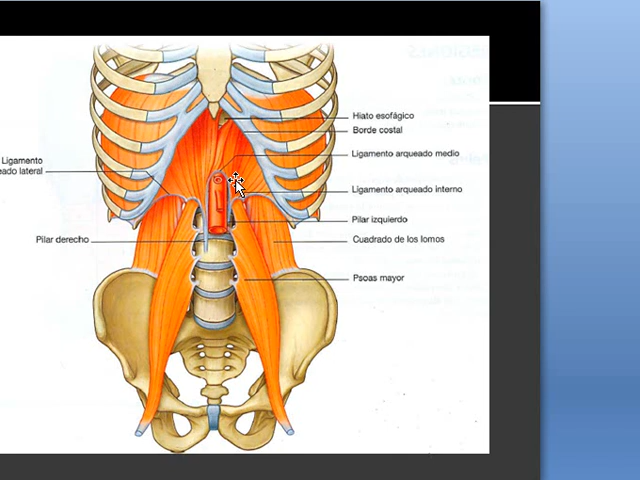 Hiato esofágico
Borde costal
Ligamento arqueado medio
Ligamento
eado lateral
Ligamento arqueado interno
Pilar izquierdo
Pilar derecho
Cuadrado de los lomos
Psoas mayor